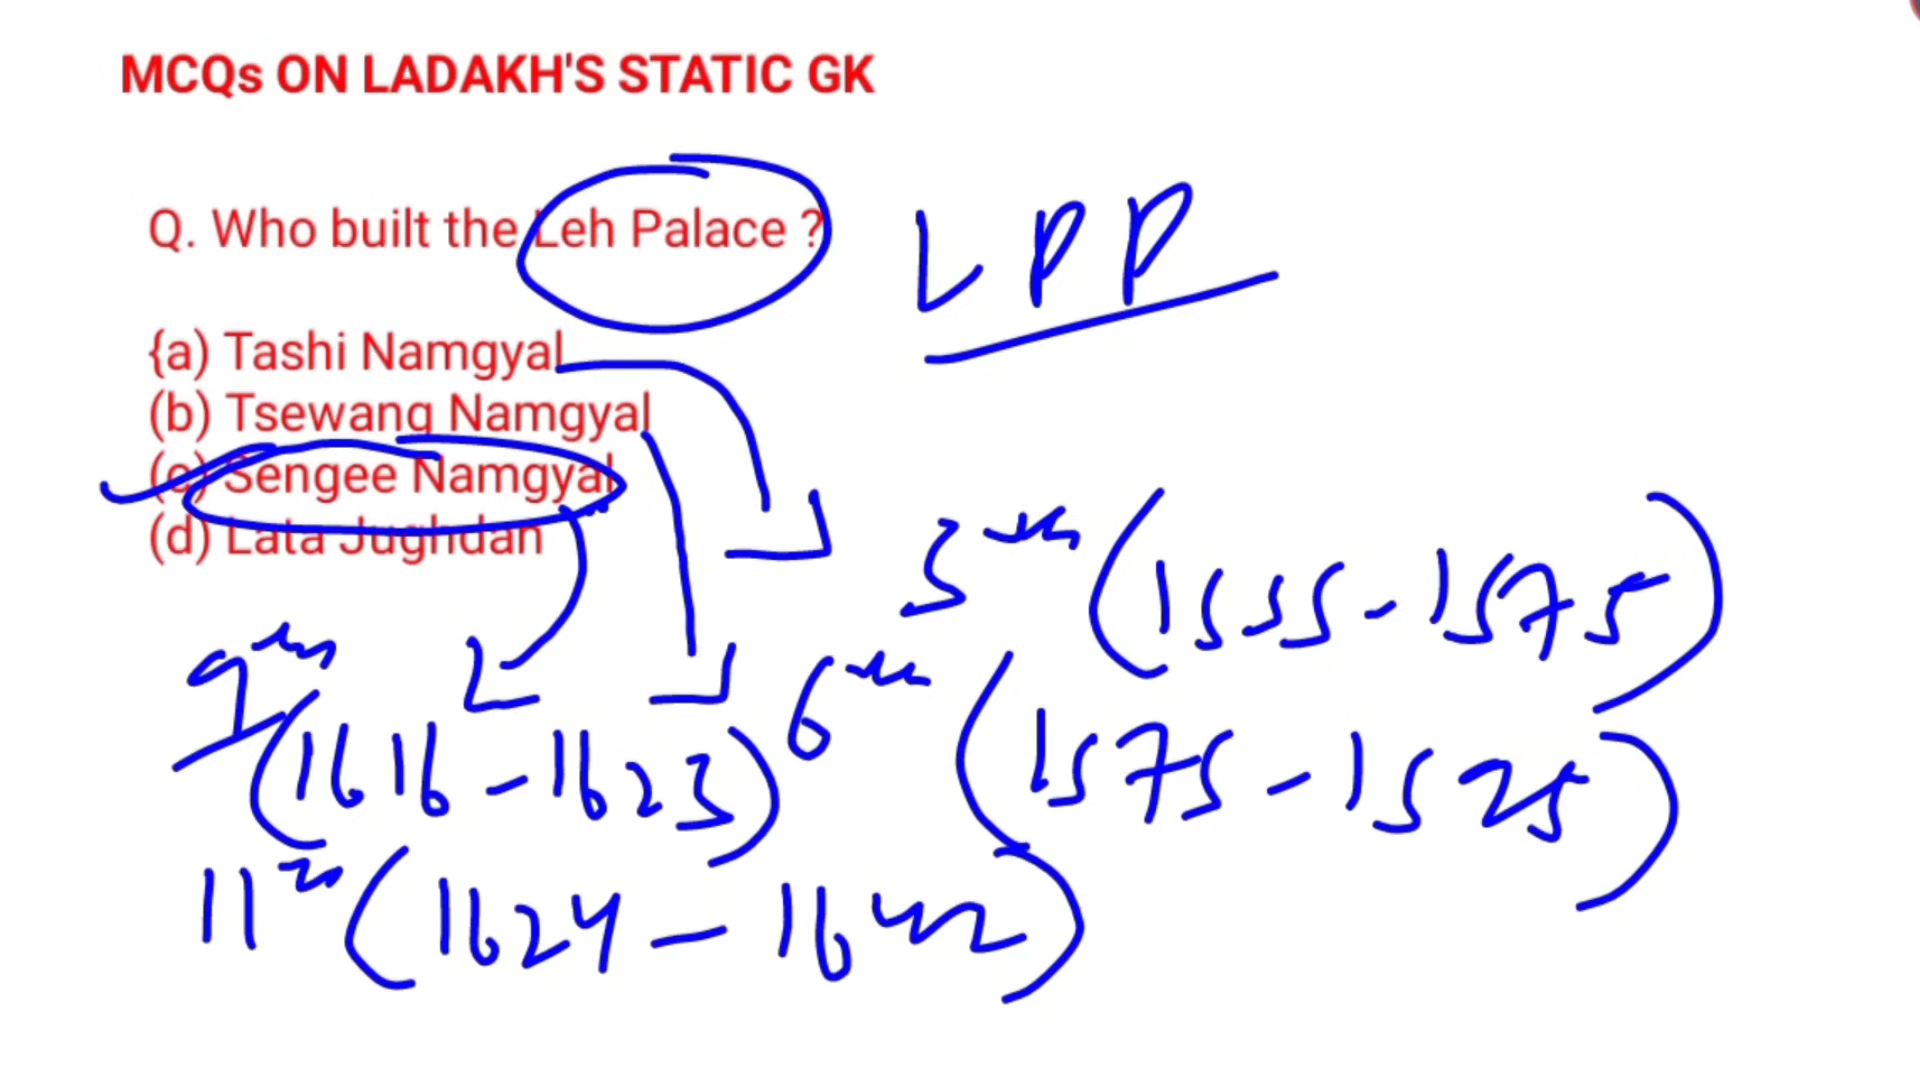 MCQs ON LADAKH'S STATIC GK
Q. Who built the Leh Palace ?
LPP
{a) Tashi Namgyal
(b) Tsewang Namgyal
(c) Sengee Namgyal
(d) Lata Jughdan
5th (1555-1575)
9th (1616-1623)
6th (1575-1525)
11th (1624-1642)